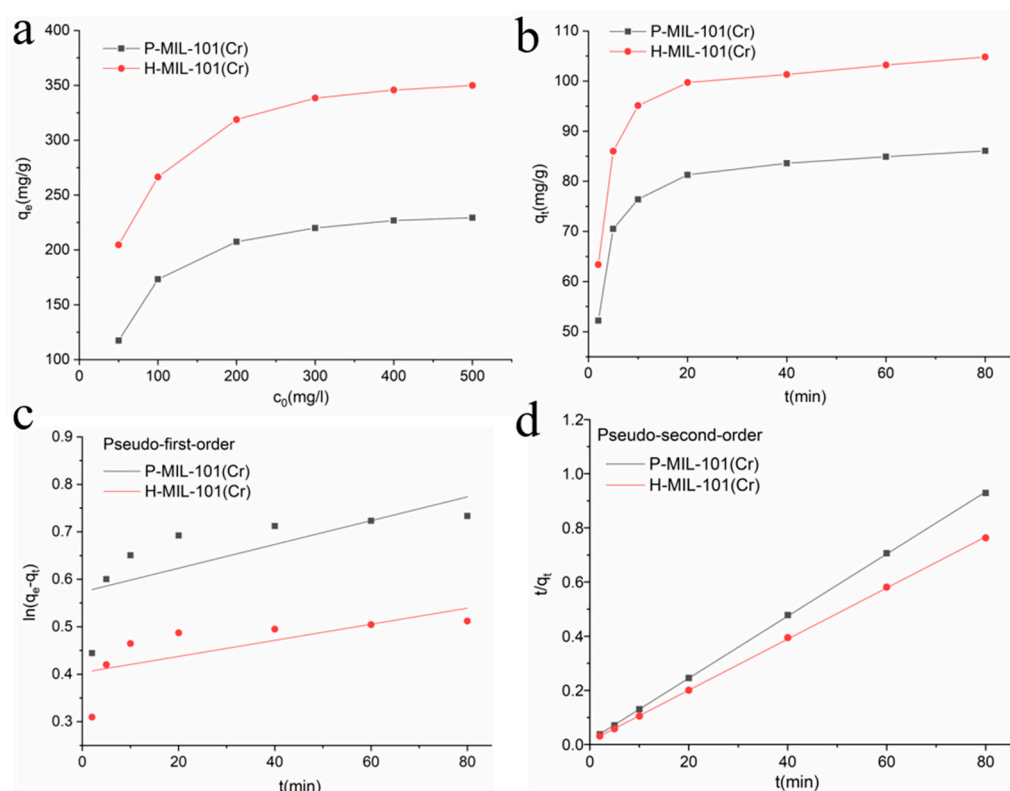 a
P-MIL-101(Cr)
H-MIL-101(Cr)
400
350
300
250
200
150
100
qₑ(mg/g)
0
100
200
300
400
500
c₀(mg/l)
b
P-MIL-101(Cr)
H-MIL-101(Cr)
110
100
90
80
70
60
50
qₜ(mg/g)
0
20
40
60
80
t(min)
c
Pseudo-first-order
P-MIL-101(Cr)
H-MIL-101(Cr)
0.9
0.8
0.7
0.6
0.5
0.4
0.3
ln(qₑ-qₜ)
0
20
40
60
80
t(min)
d
Pseudo-second-order
P-MIL-101(Cr)
H-MIL-101(Cr)
1.2
1.0
0.8
0.6
0.4
0.2
0.0
t/qₜ
0
20
40
60
80
t(min)